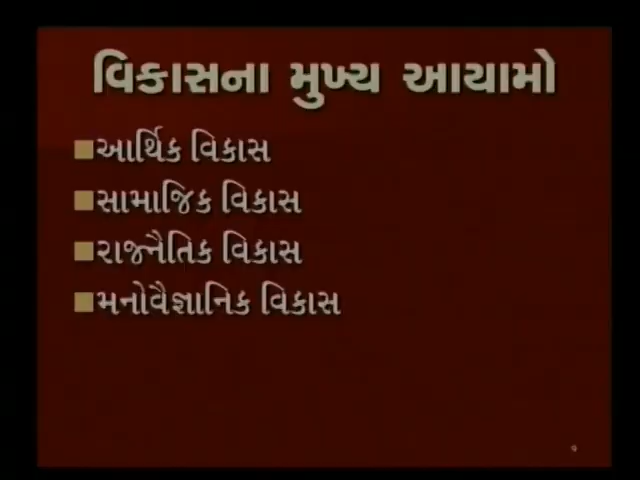 વિકાસના મુખ્ય આયામો
આર્થિક વિકાસ
સામાજિક વિકાસ
રાજનૈતિક વિકાસ
મનોવૈજ્ઞાનિક વિકાસ